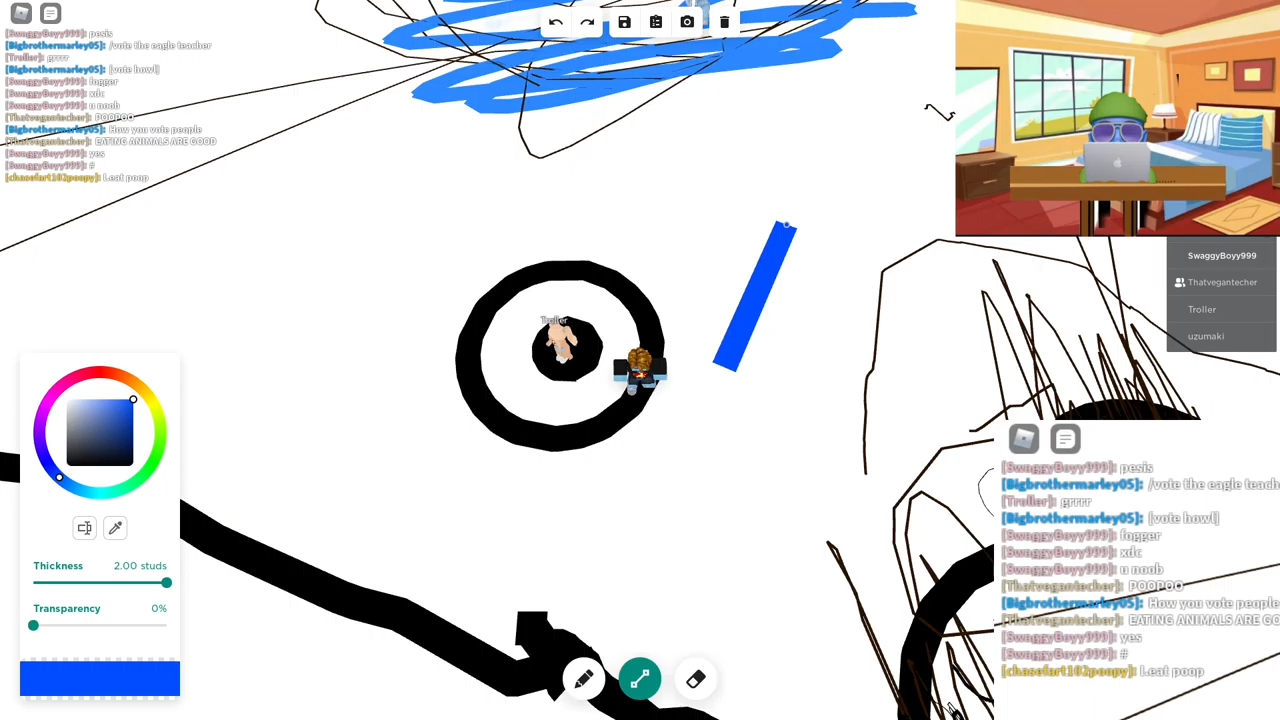 [SwaggyBoyy999]: pesis
[Bigbrothermarley05]: /vote the eagle teacher
[Troller]: grrrr
[Bigbrothermarley05]: [vote howl]
[SwaggyBoyy999]: fogger
[SwaggyBoyy999]: xdc
[SwaggyBoyy999]: u noob
[Thatvegantecher]: POOPOO
[Bigbrothermarley05]: How you vote people
[Thatvegantecher]: EATING ANIMALS ARE GOOD
[SwaggyBoyy999]: yes
[SwaggyBoyy999]: #
[chasefart102poopy]: I.eat poop
SwaggyBoyy999
Thatvegantecher
Troller
uzumaki
Troller
Thickness 2.00 studs
Transparency 0%
[SwaggyBoyy999]: pesis
[Bigbrothermarley05]: /vote the eagle teach
[Troller]: grrrr
[Bigbrothermarley05]: [vote howl]
[SwaggyBoyy999]: fogger
[SwaggyBoyy999]: xdc
[SwaggyBoyy999]: u noob
[Thatvegantecher]: POOPOO
[Bigbrothermarley05]: How you vote people
[Thatvegantecher]: EATING ANIMALS ARE GO
[SwaggyBoyy999]: yes
[SwaggyBoyy999]: #
[chasefart102poopy]: I.eat poop